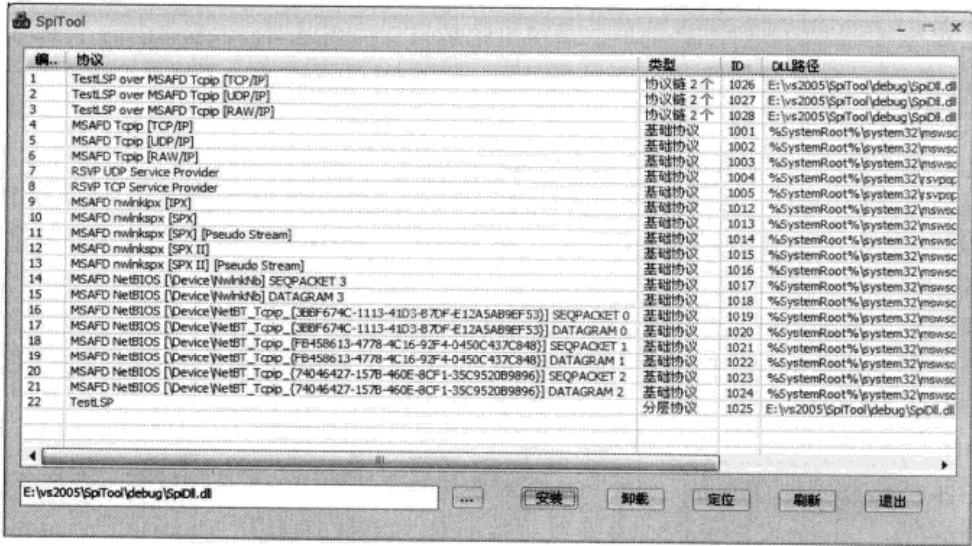 SpiTool
编.. 协议 类型 ID DLL路径
1 TestLSP over MSAFD Tcpip [TCP/IP] 协议链 2 个 1026 E:\vs2005\SpiTool\debug\SpiDll.dll
2 TestLSP over MSAFD Tcpip [UDP/IP] 协议链 2 个 1027 E:\vs2005\SpiTool\debug\SpiDll.dll
3 TestLSP over MSAFD Tcpip [RAW/IP] 协议链 2 个 1028 E:\vs2005\SpiTool\debug\SpiDll.dll
4 MSAFD Tcpip [TCP/IP] 基础协议 1001 %SystemRoot%\system32\mswsc
5 MSAFD Tcpip [UDP/IP] 基础协议 1002 %SystemRoot%\system32\mswsc
6 MSAFD Tcpip [RAW/IP] 基础协议 1003 %SystemRoot%\system32\mswsc
7 RSVP UDP Service Provider 基础协议 1004 %SystemRoot%\system32\rsvpsp
8 RSVP TCP Service Provider 基础协议 1005 %SystemRoot%\system32\rsvpsp
9 MSAFD nwlnkipx [IPX] 基础协议 1012 %SystemRoot%\system32\mswsc
10 MSAFD nwlnkspx [SPX] 基础协议 1013 %SystemRoot%\system32\mswsc
11 MSAFD nwlnkspx [SPX] [Pseudo Stream] 基础协议 1014 %SystemRoot%\system32\mswsc
12 MSAFD nwlnkspx [SPX II] 基础协议 1015 %SystemRoot%\system32\mswsc
13 MSAFD nwlnkspx [SPX II] [Pseudo Stream] 基础协议 1016 %SystemRoot%\system32\mswsc
14 MSAFD NetBIOS [\Device\NwlnkNb] SEQPACKET 3 基础协议 1017 %SystemRoot%\system32\mswsc
15 MSAFD NetBIOS [\Device\NwlnkNb] DATAGRAM 3 基础协议 1018 %SystemRoot%\system32\mswsc
16 MSAFD NetBIOS [\Device\NetBT_Tcpip_{3BBF674C-1113-41D3-B7DF-E12A5AB9EF53}] SEQPACKET 0 基础协议 1019 %SystemRoot%\system32\mswsc
17 MSAFD NetBIOS [\Device\NetBT_Tcpip_{3BBF674C-1113-41D3-B7DF-E12A5AB9EF53}] DATAGRAM 0 基础协议 1020 %SystemRoot%\system32\mswsc
18 MSAFD NetBIOS [\Device\NetBT_Tcpip_{FB458613-4778-4C16-92F4-0450C437C848}] SEQPACKET 1 基础协议 1021 %SystemRoot%\system32\mswsc
19 MSAFD NetBIOS [\Device\NetBT_Tcpip_{FB458613-4778-4C16-92F4-0450C437C848}] DATAGRAM 1 基础协议 1022 %SystemRoot%\system32\mswsc
20 MSAFD NetBIOS [\Device\NetBT_Tcpip_{74046427-157B-460E-8CF1-35C9520B9896}] SEQPACKET 2 基础协议 1023 %SystemRoot%\system32\mswsc
21 MSAFD NetBIOS [\Device\NetBT_Tcpip_{74046427-157B-460E-8CF1-35C9520B9896}] DATAGRAM 2 基础协议 1024 %SystemRoot%\system32\mswsc
22 TestLSP 分层协议 1025 E:\vs2005\SpiTool\debug\SpiDll.dll
E:\vs2005\SpiTool\debug\SpiDll.dll ... 安装 卸载 定位 刷新 退出